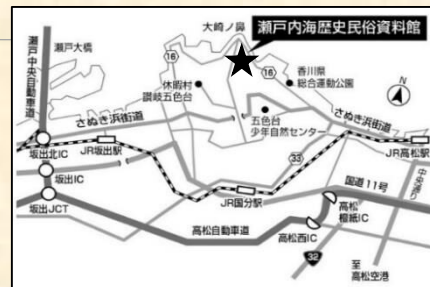 大崎ノ鼻
瀬戸内海歴史民俗資料館
瀬戸大橋
瀬戸中央自動車道
16
16
休暇村
讃岐五色台
香川県
総合運動公園
N
五色台
少年自然センター
さぬき浜街道
さぬき浜街道
坂出北IC
JR坂出駅
JR高松駅
33
坂出IC
JR国分駅
国道11号
中央通り
高松
檀紙IC
坂出JCT
高松自動車道
高松西IC
32
至
高松空港